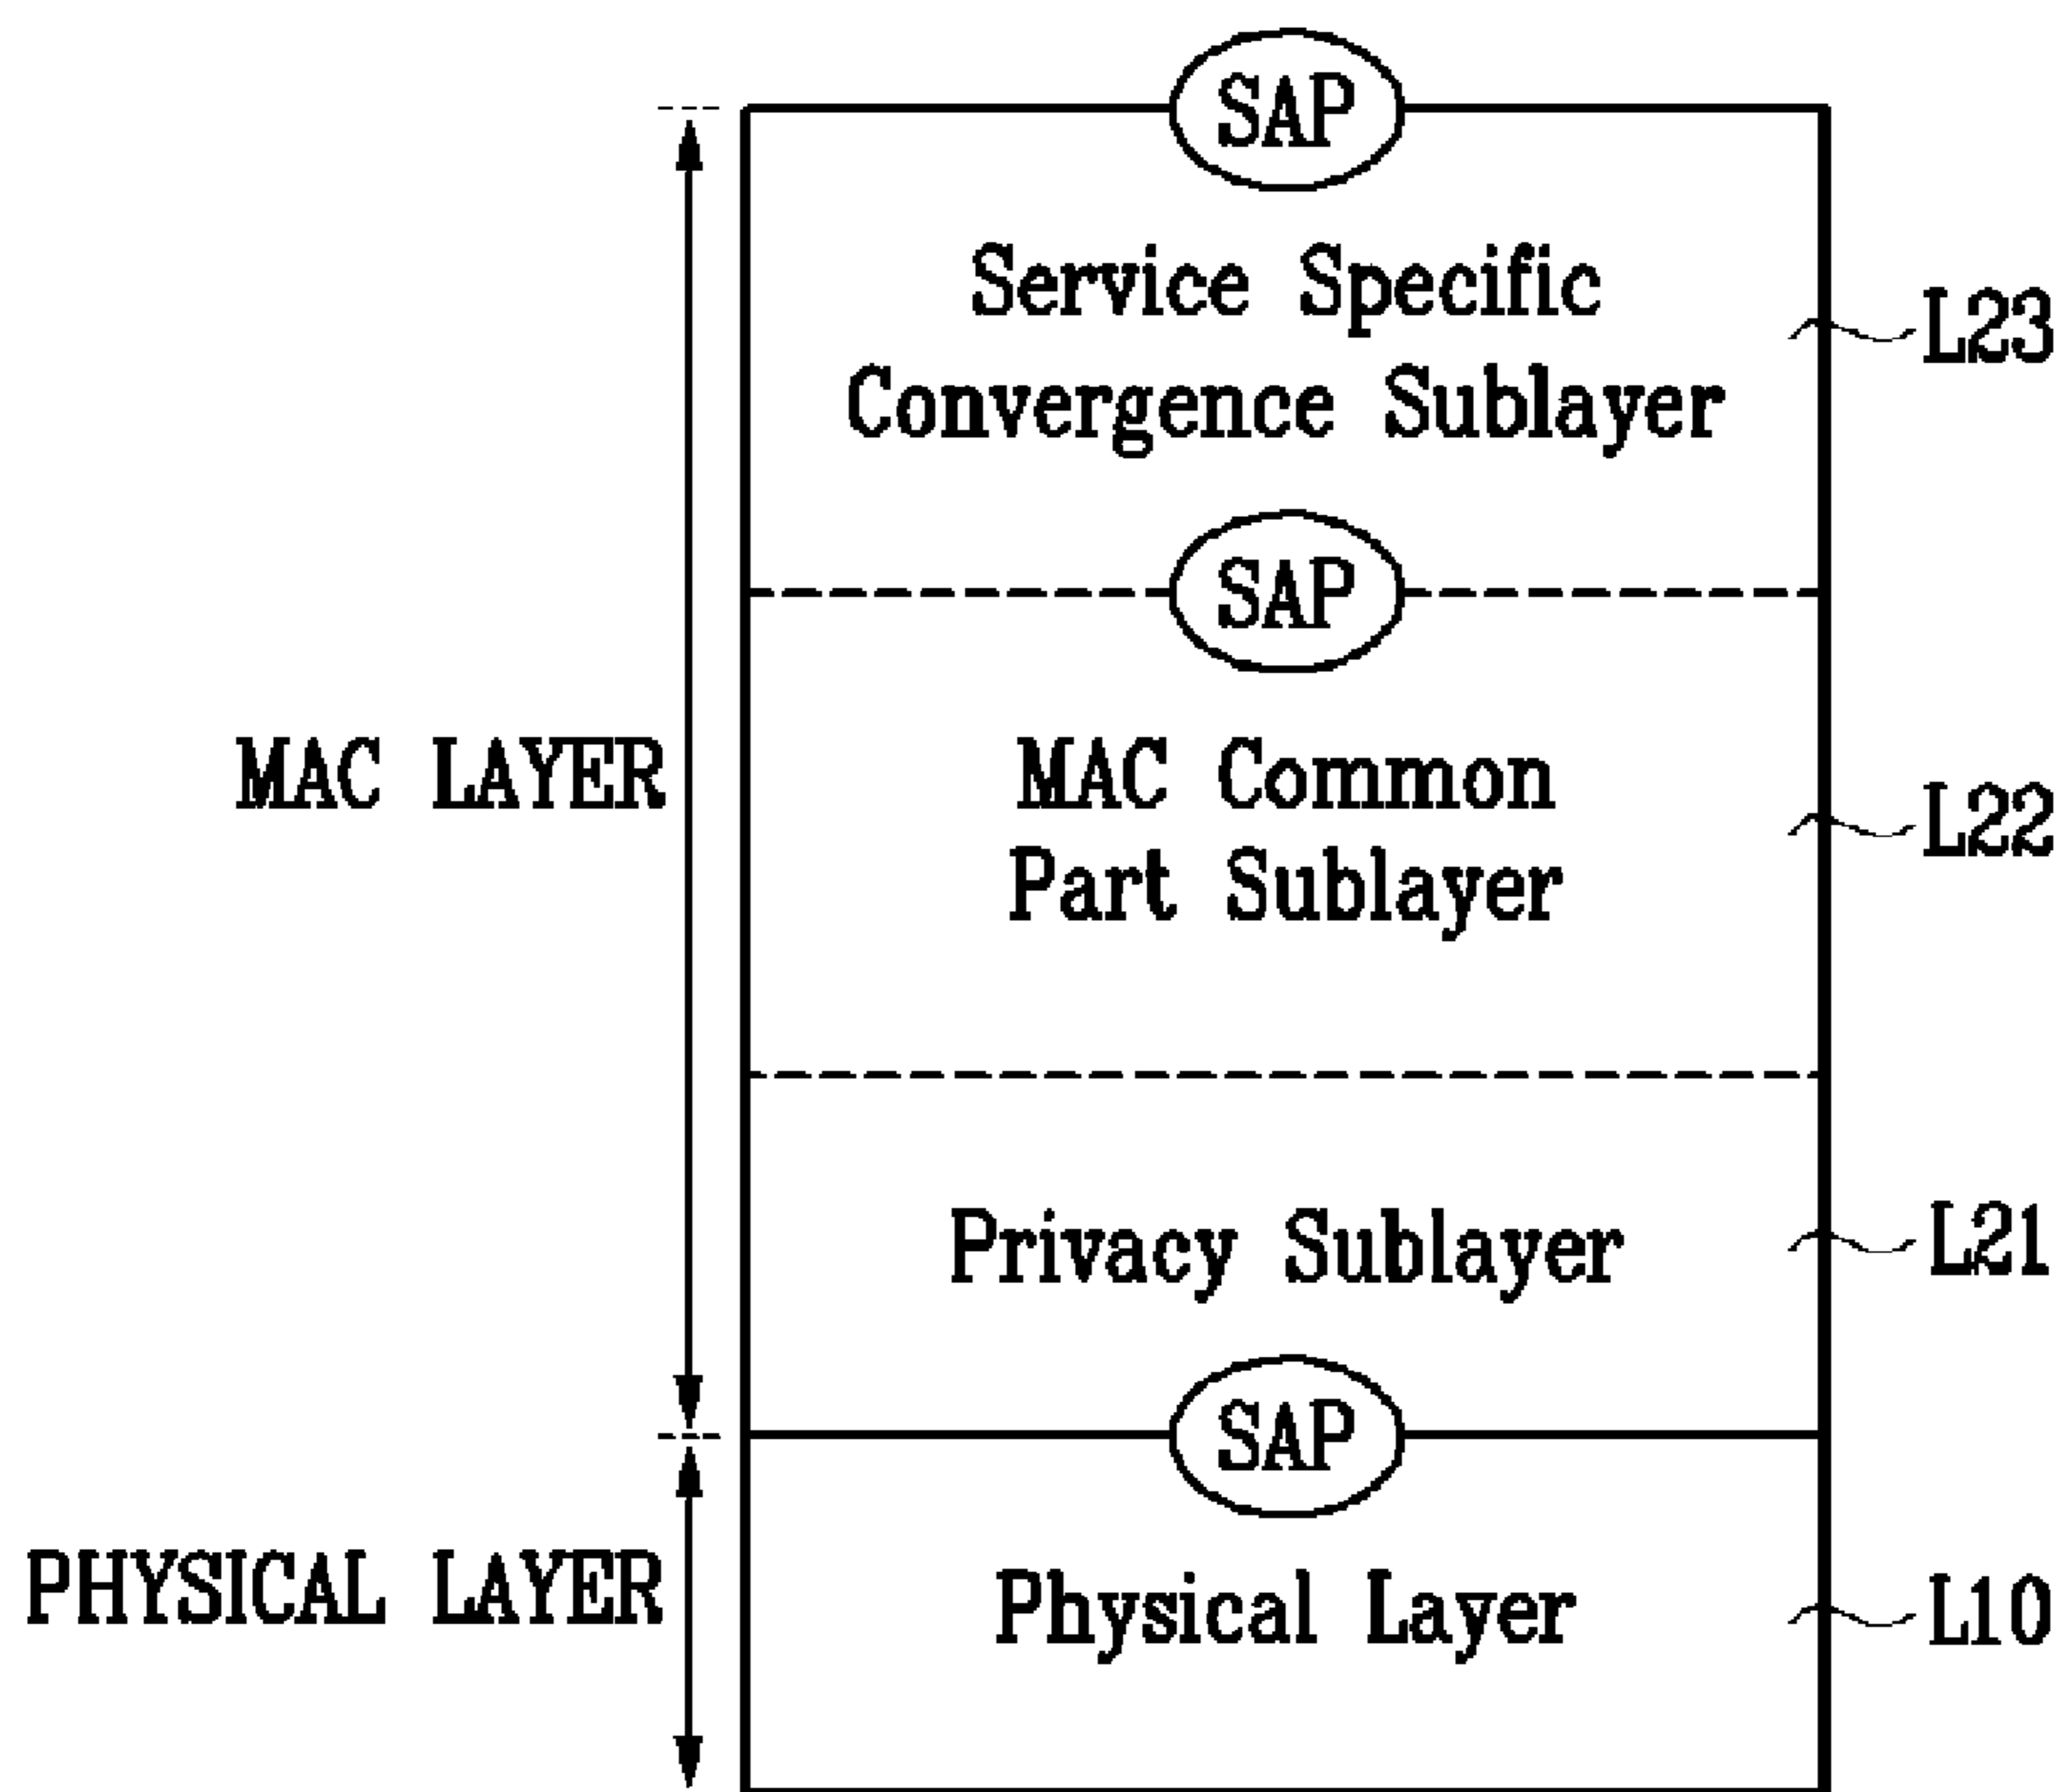 SAP
Service Specific
Convergence Sublayer
L23
SAP
MAC LAYER
MAC Common
Part Sublayer
L22
Privacy Sublayer
L21
SAP
PHYSICAL LAYER
Physical Layer
L10